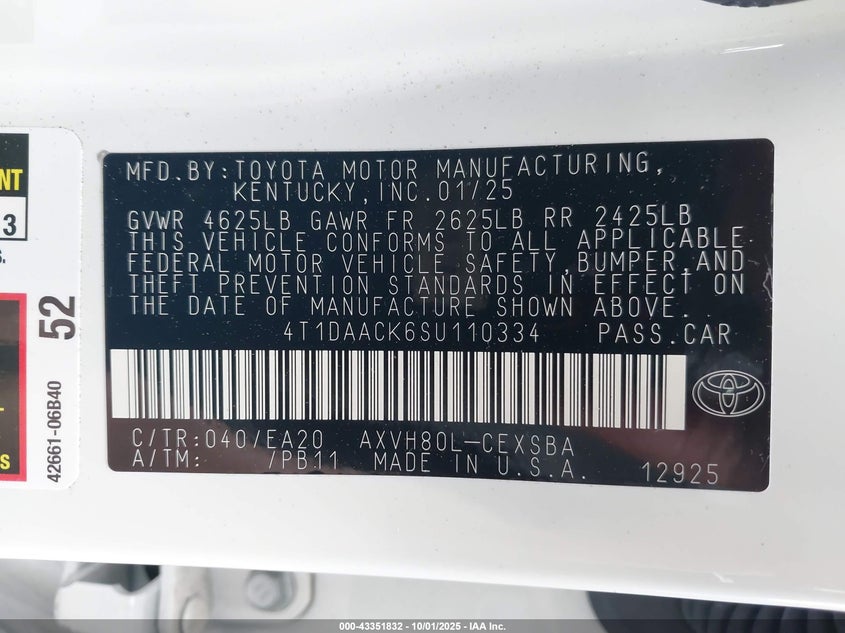 MFD.BY:TOYOTA MOTOR MANUFACTURING,
KENTUCKY,INC.01/25
GVWR 4625LB GAWR FR 2625LB RR 2425LB
THIS VEHICLE CONFORMS TO ALL APPLICABLE
FEDERAL MOTOR VEHICLE SAFETY,BUMPER,AND
THEFT PREVENTION STANDARDS IN EFFECT ON
THE DATE OF MANUFACTURE SHOWN ABOVE.
4T1DAACK6SU110334 PASS.CAR
C/TR:040/EA20 AXVH80L-CEXSBA
A/TM: /PB11 MADE IN U.S.A. 12925
NT
3
S.
52
42661-06B40
S
000-43351832 - 10/01/2025 - IAA Inc.